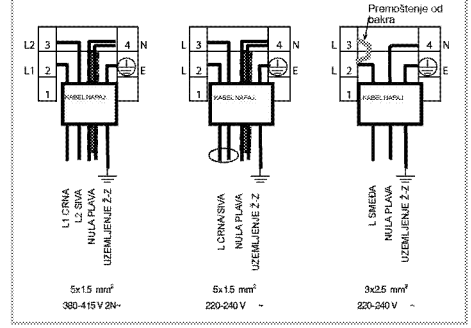 Premoštenje od
bakra
L2 3 4 N
L1 2 E
1
KABEL NAPAJ.
L1 CRNA
L2 SIVA
NULA PLAVA
UZEMLJENJE Ž-Z
5x1.5 mm²
380-415 V 2N~
3 4 N
2 E
1
KABEL NAPAJ.
L CRNA/SIVA
NULA PLAVA
UZEMLJENJE Ž-Z
5x1.5 mm²
220-240 V ~
L 3 4 N
L 2 E
1
KABEL NAPAJ.
L SMEĐA
NULA PLAVA
UZEMLJENJE Ž-Z
3x2.5 mm²
220-240 V ~